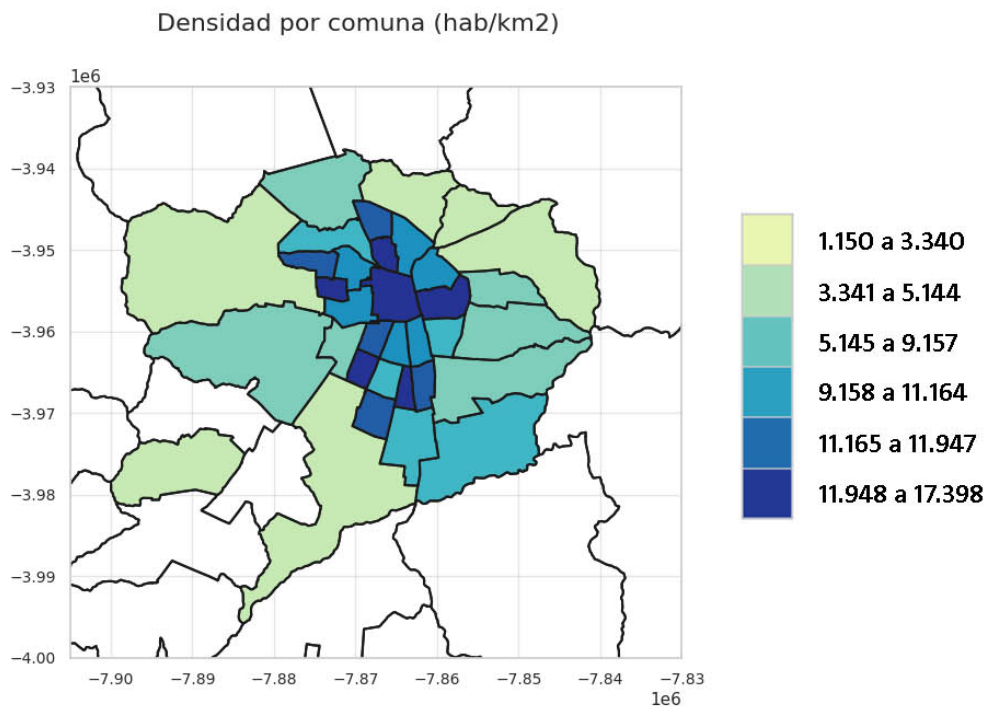 Densidad por comuna (hab/km2)
1e6
−3.93
−3.94
−3.95
−3.96
−3.97
−3.98
−3.99
−4.00
−7.90
−7.89
−7.88
−7.87
−7.86
−7.85
−7.84
−7.83
1e6
1.150 a 3.340
3.341 a 5.144
5.145 a 9.157
9.158 a 11.164
11.165 a 11.947
11.948 a 17.398